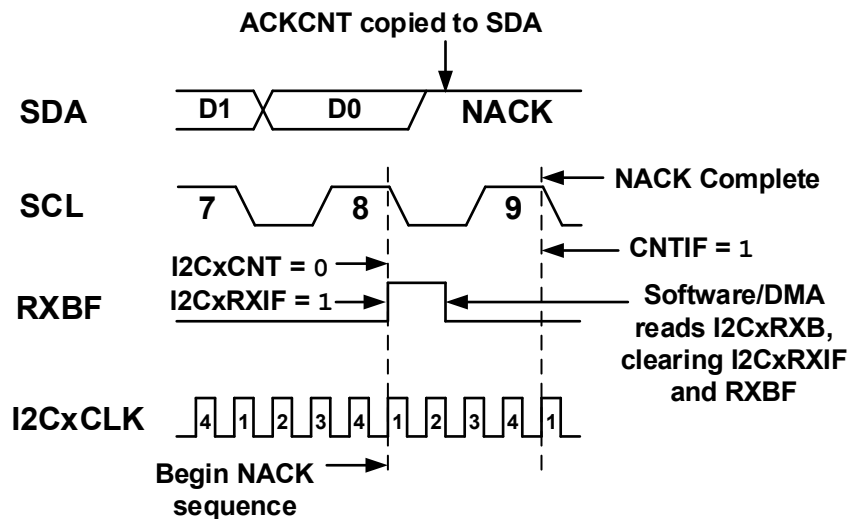 ACKCNT copied to SDA
SDA
D1
D0
NACK
SCL
7
8
9
NACK Complete
I2CxCNT = 0
CNTIF = 1
RXBF
I2CxRXIF = 1
Software/DMA
reads I2CxRXB,
clearing I2CxRXIF
and RXBF
I2CxCLK
4 1 2 3 4 1 2 3 4 1
Begin NACK
sequence